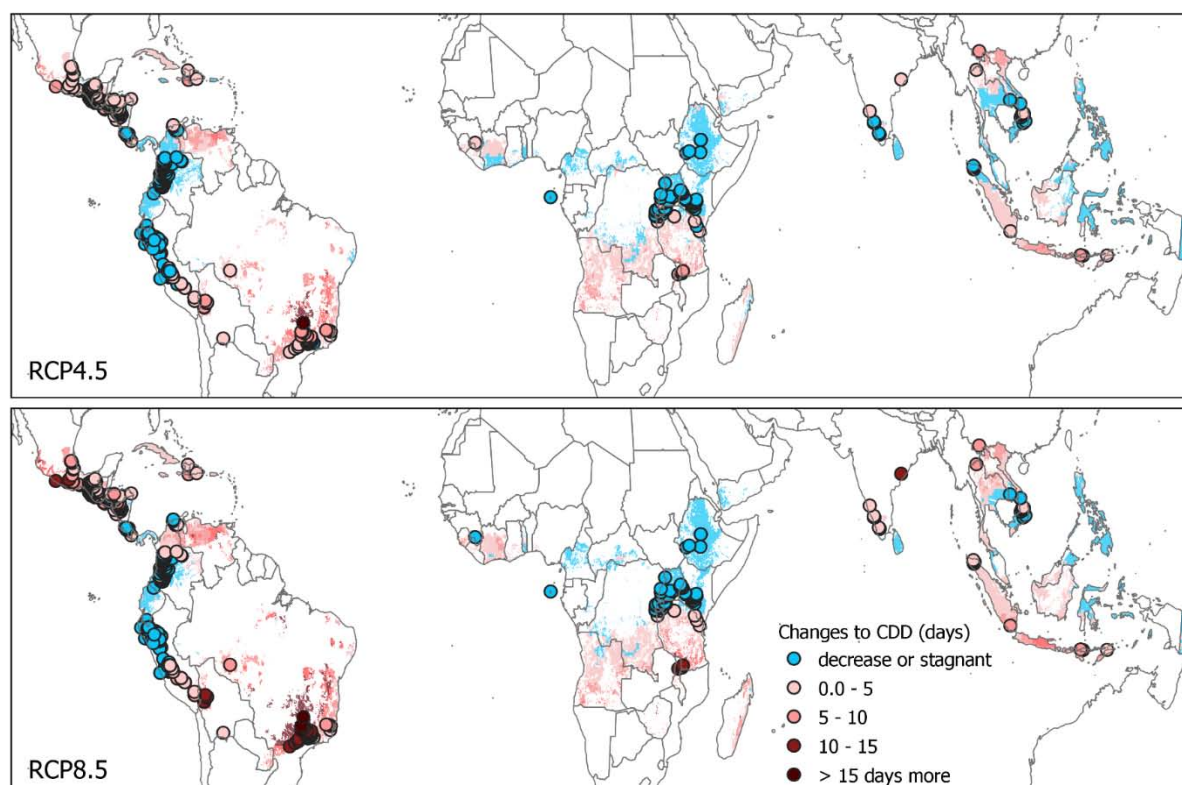 RCP4.5
Changes to CDD (days)
decrease or stagnant
0.0 - 5
5 - 10
10 - 15
> 15 days more
RCP8.5